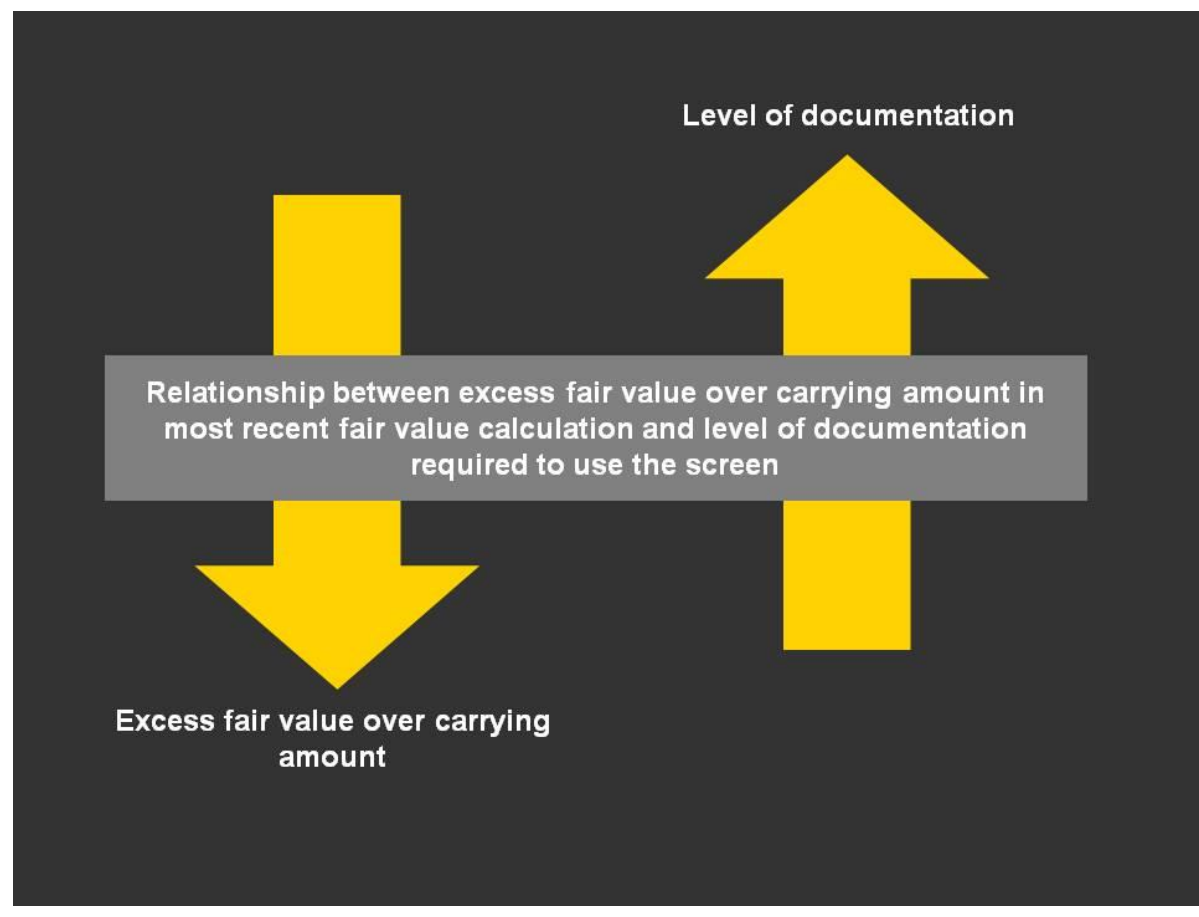 Level of documentation
Relationship between excess fair value over carrying amount in
most recent fair value calculation and level of documentation
required to use the screen
Excess fair value over carrying
amount